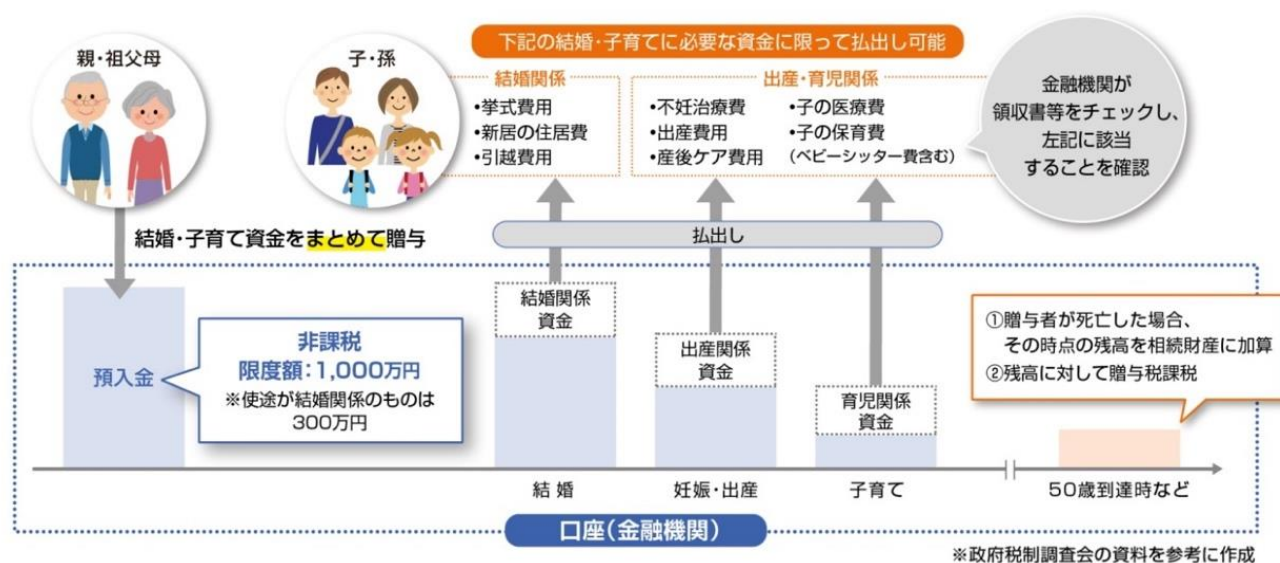 親・祖父母
子・孫
下記の結婚・子育てに必要な資金に限って払出し可能
結婚関係
・挙式費用
・新居の住居費
・引越費用
出産・育児関係
・不妊治療費
・出産費用
・産後ケア費用
・子の医療費
・子の保育費
(ベビーシッター費含む)
金融機関が
領収書等をチェックし、
左記に該当
することを確認
結婚・子育て資金をまとめて贈与
払出し
預入金
非課税
限度額:1,000万円
※使途が結婚関係のものは
300万円
結婚関係
資金
出産関係
資金
育児関係
資金
①贈与者が死亡した場合、
その時点の残高を相続財産に加算
②残高に対して贈与税課税
結婚
妊娠・出産
子育て
50歳到達時など
口座(金融機関)
※政府税制調査会の資料を参考に作成